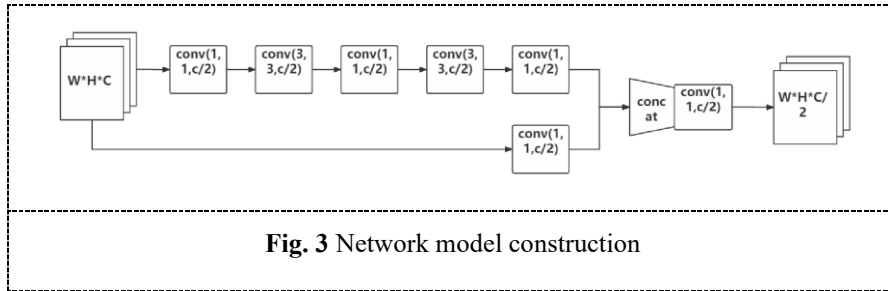 W*H*C
conv(1,
1,c/2)
conv(3,
3,c/2)
conv(1,
1,c/2)
conv(3,
3,c/2)
conv(1,
1,c/2)
conv(1,
1,c/2)
conc
at
conv(1,
1,c/2)
W*H*C/
2
Fig. 3 Network model construction